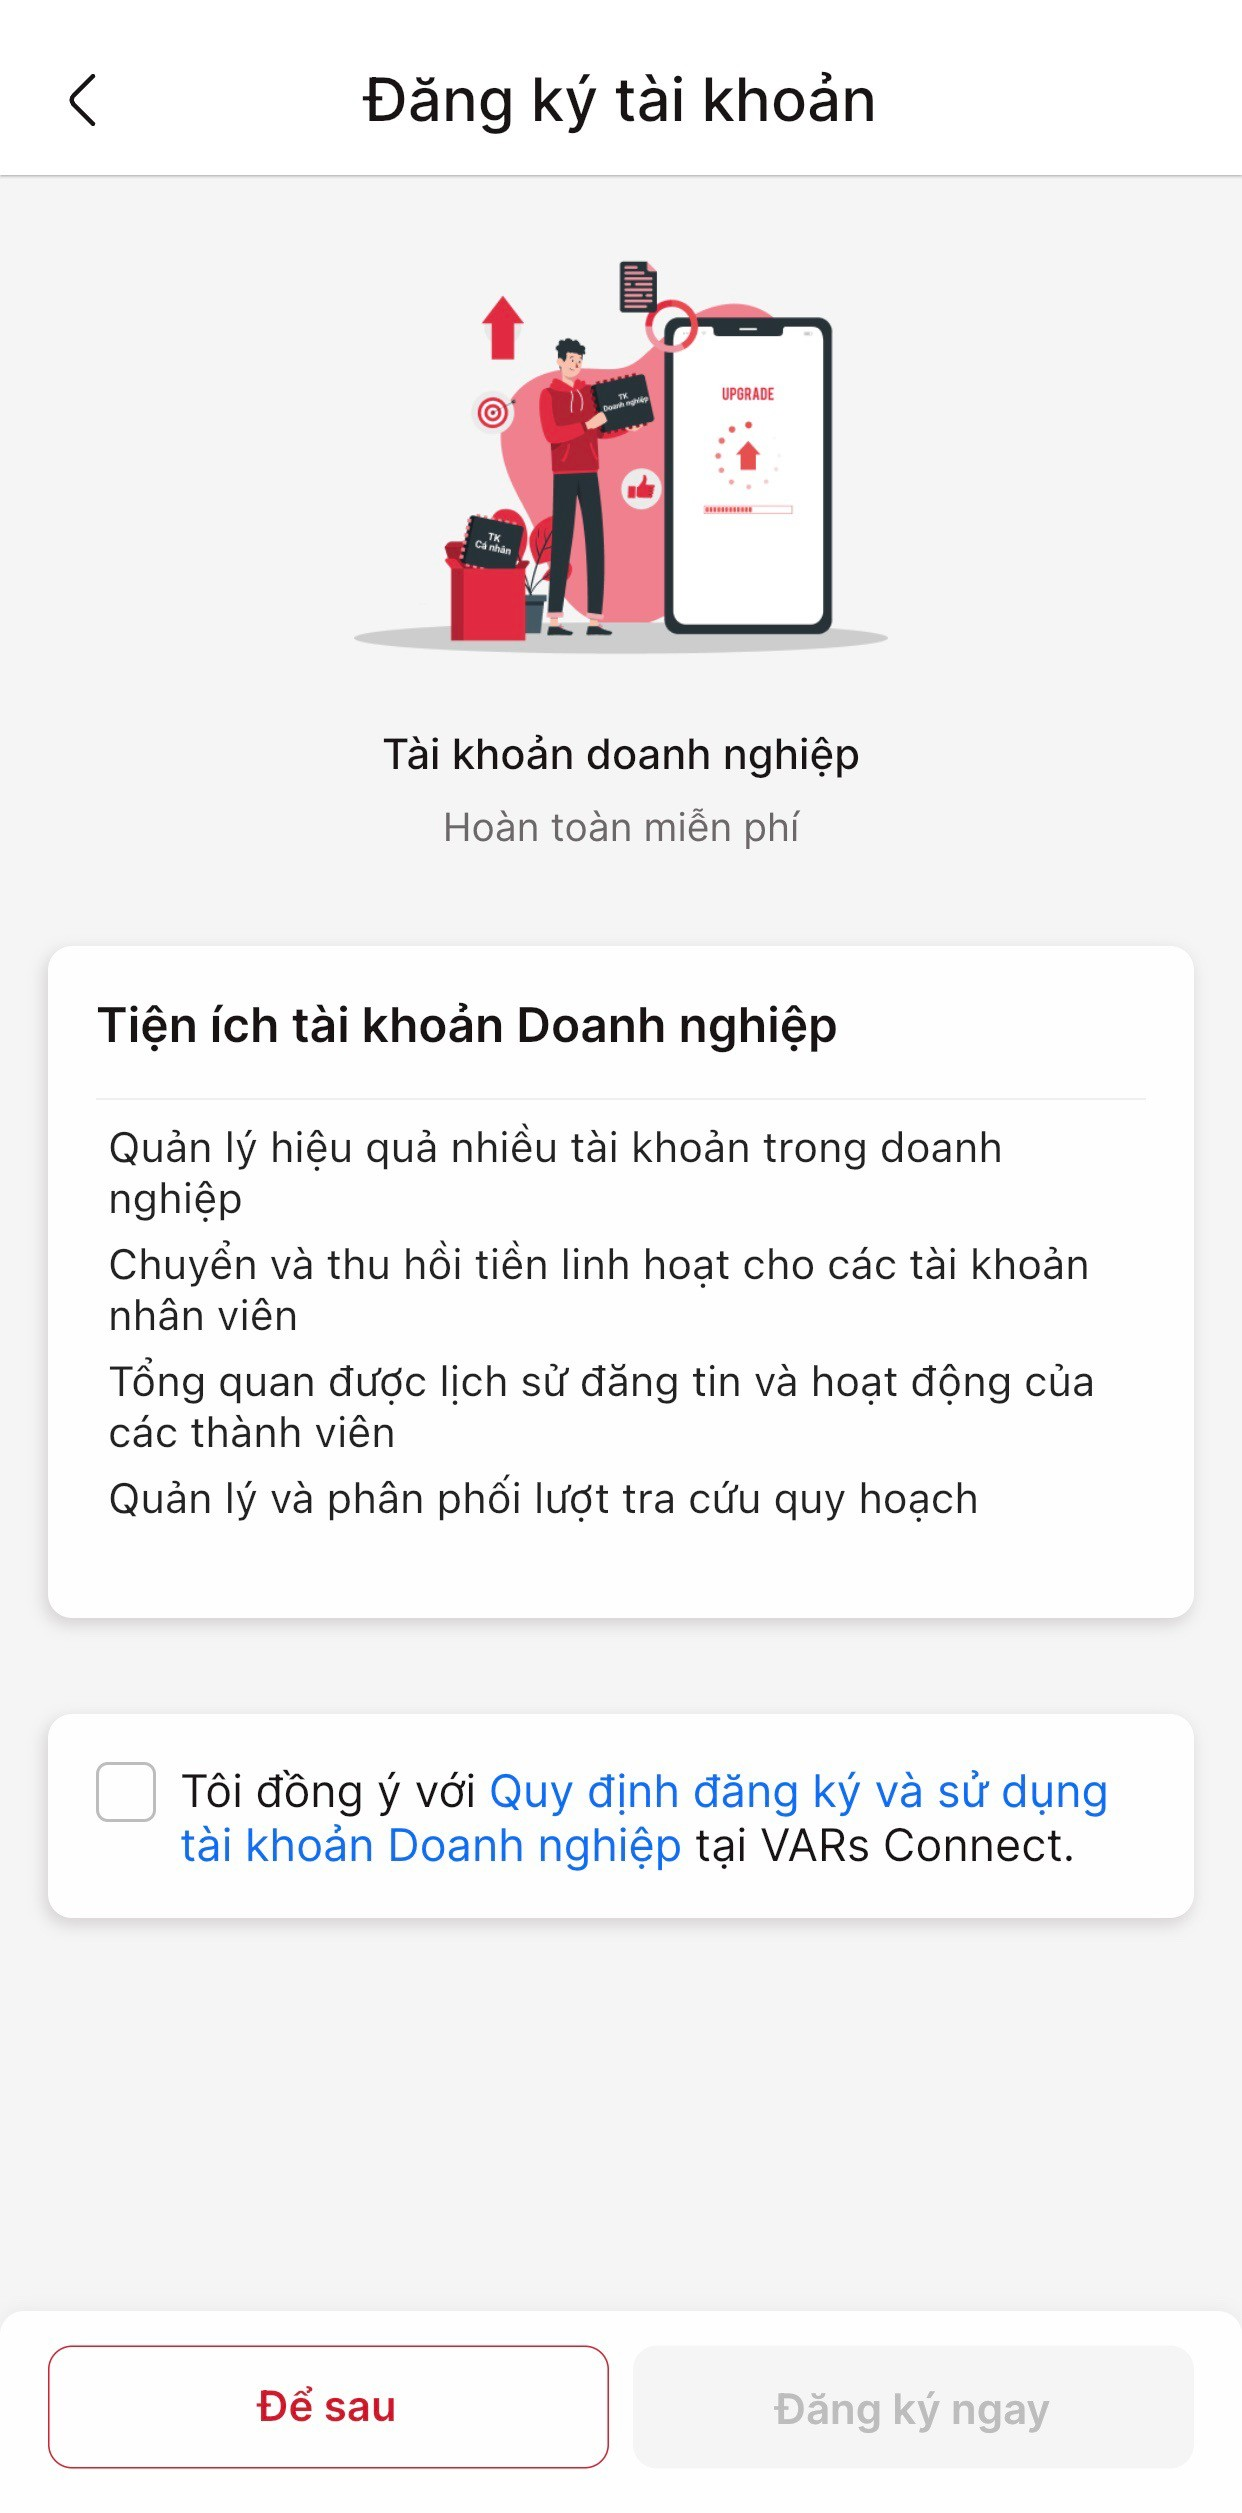 Đăng ký tài khoản
UPGRADE
TK
Doanh nghiệp
TK
Cá nhân
Tài khoản doanh nghiệp
Hoàn toàn miễn phí
Tiện ích tài khoản Doanh nghiệp
Quản lý hiệu quả nhiều tài khoản trong doanh
nghiệp
Chuyển và thu hồi tiền linh hoạt cho các tài khoản
nhân viên
Tổng quan được lịch sử đăng tin và hoạt động của
các thành viên
Quản lý và phân phối lượt tra cứu quy hoạch
Tôi đồng ý với Quy định đăng ký và sử dụng
tài khoản Doanh nghiệp tại VARs Connect.
Để sau
Đăng ký ngay